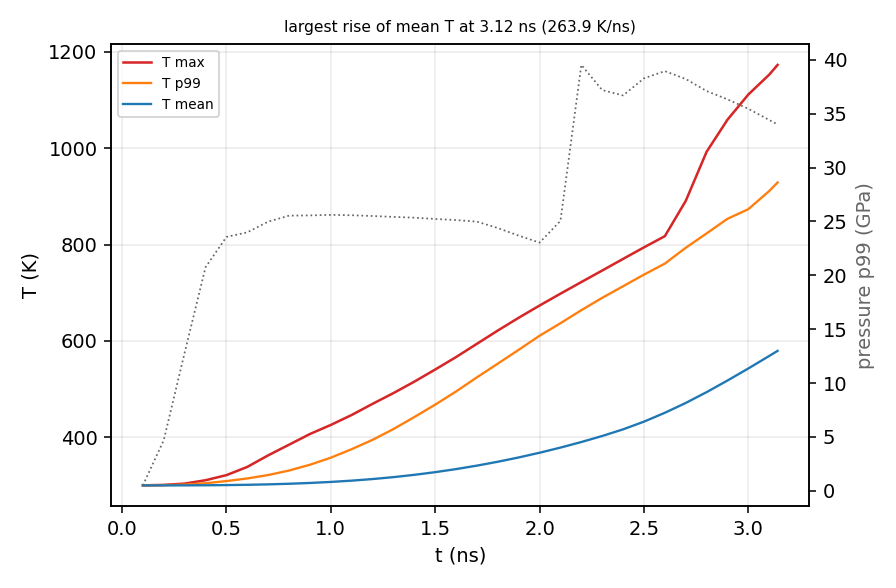 largest rise of mean T at 3.12 ns (263.9 K/ns)
T max
T p99
T mean
1200
1000
800
600
400
T (K)
40
35
30
25
20
15
10
5
0
pressure p99 (GPa)
0.0 0.5 1.0 1.5 2.0 2.5 3.0
t (ns)